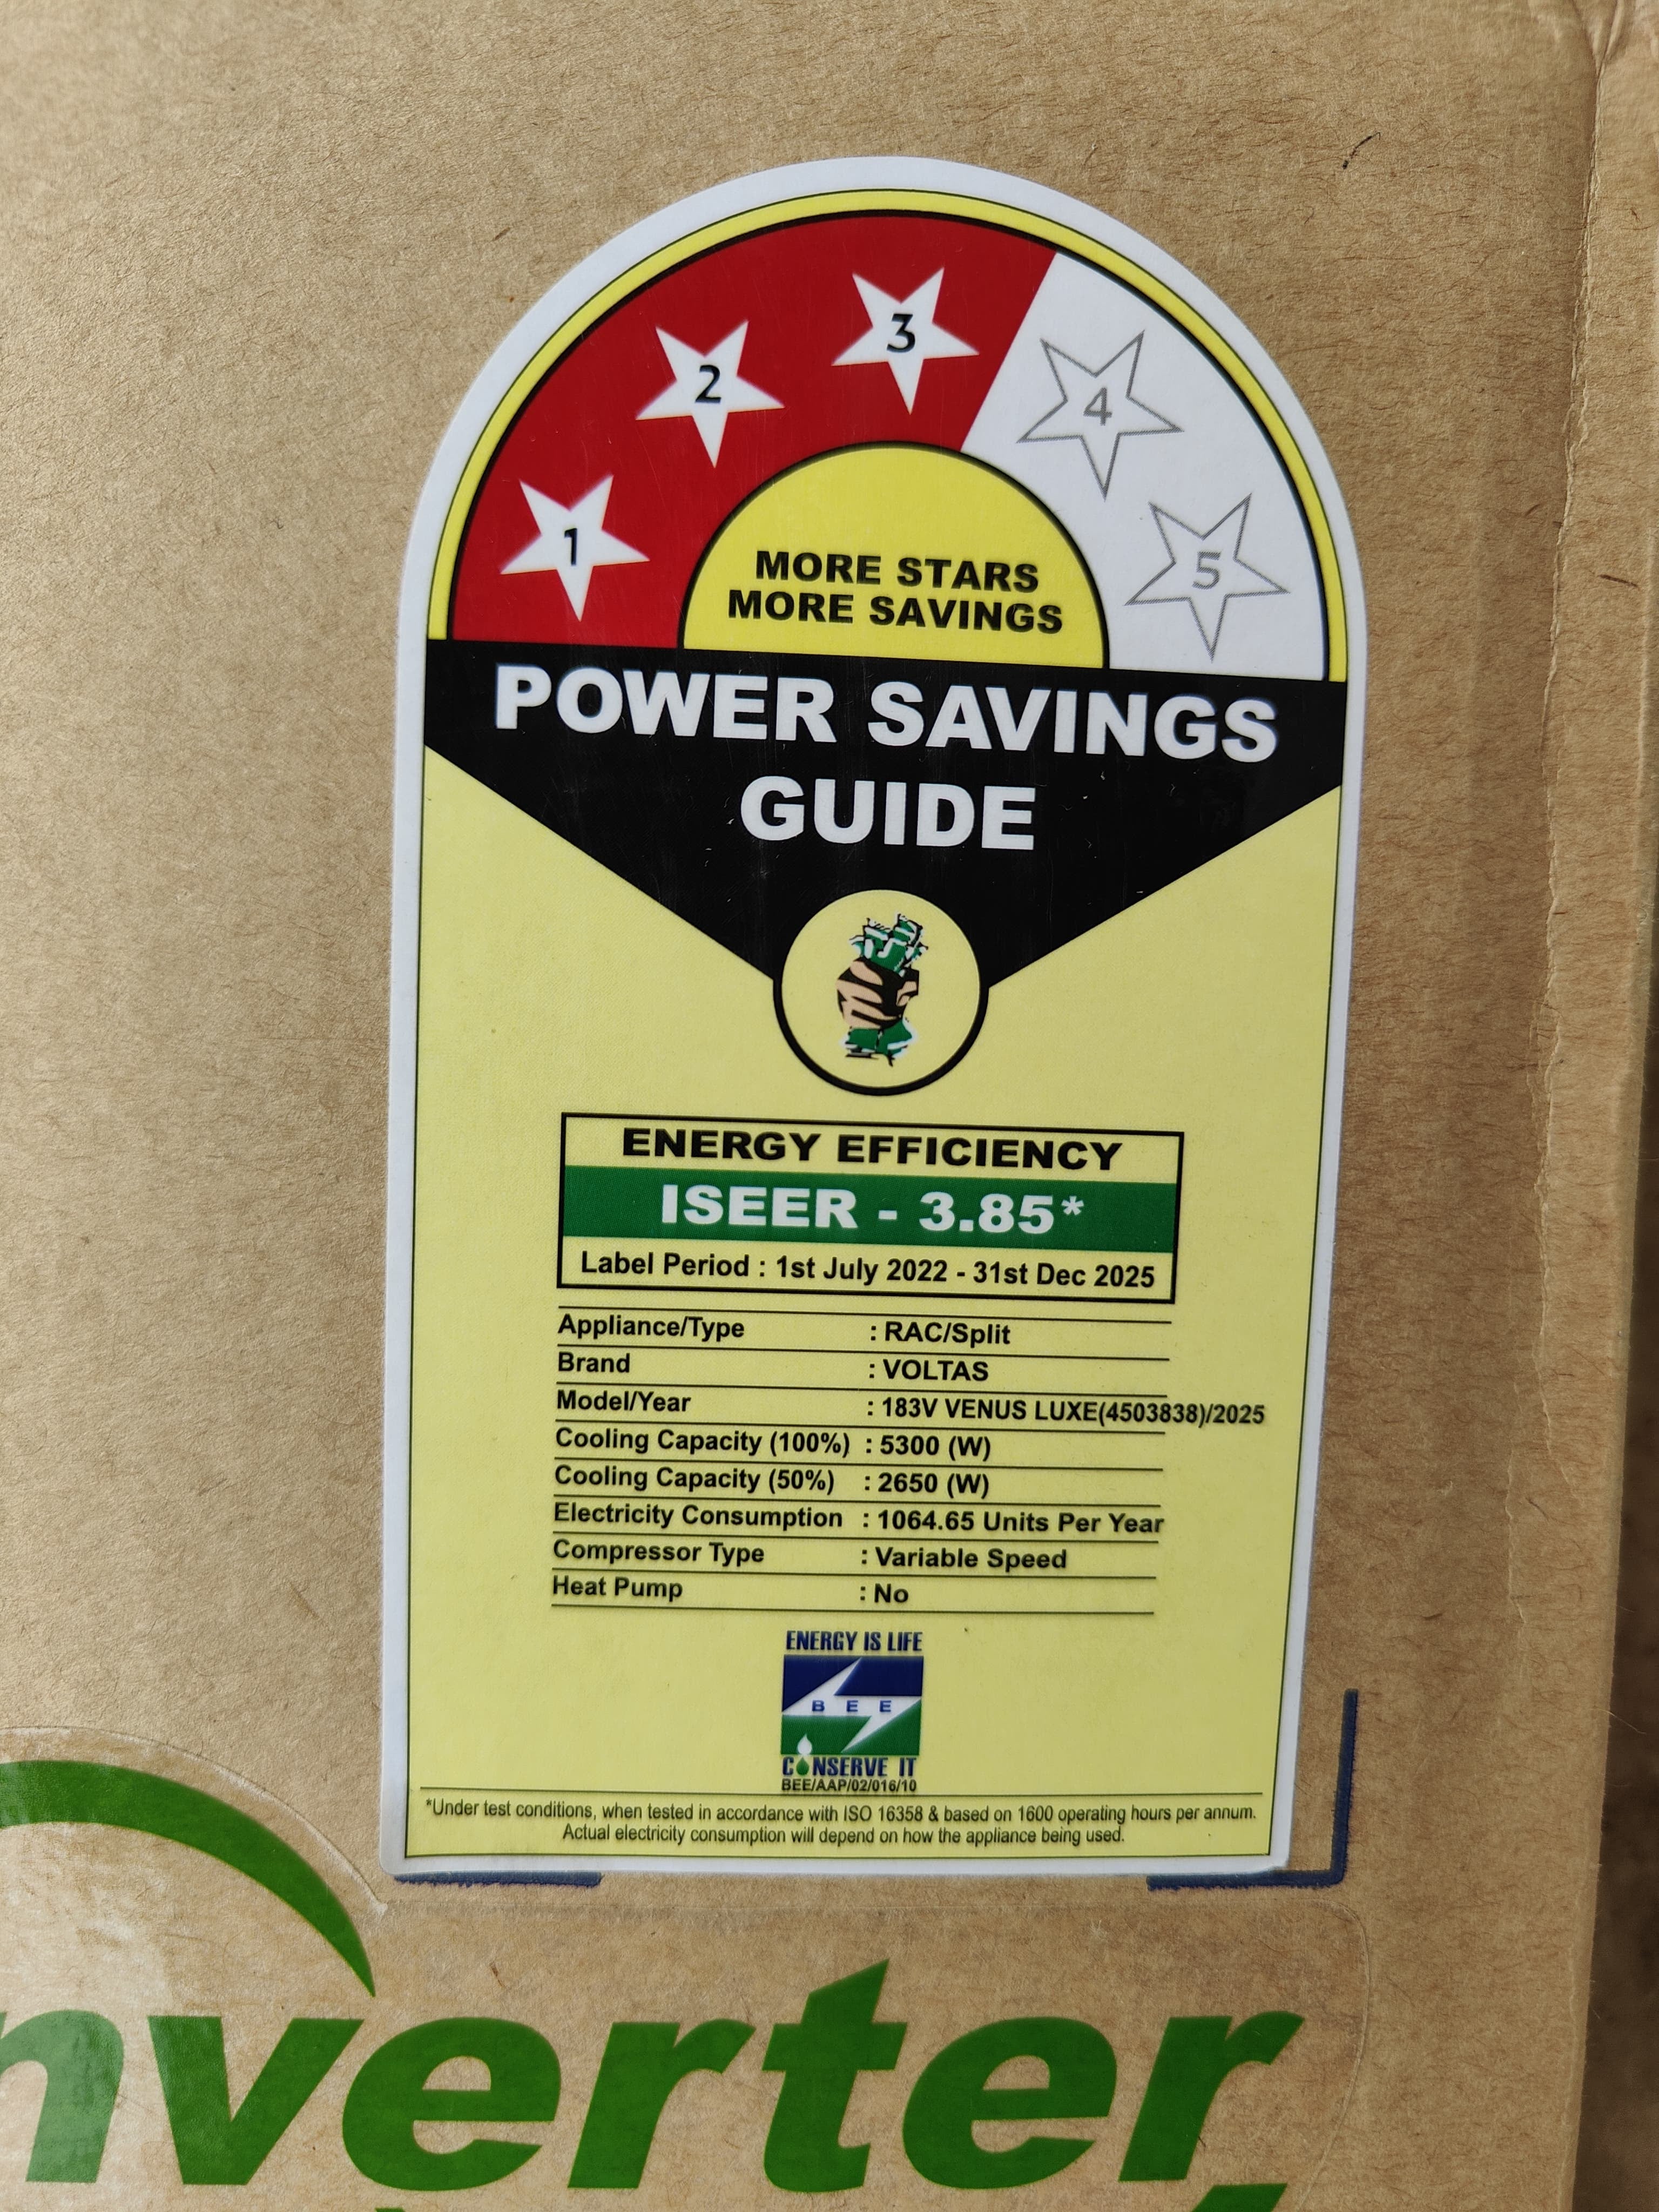 1
2
3
4
5
MORE STARS
MORE SAVINGS
POWER SAVINGS
GUIDE
ENERGY EFFICIENCY
ISEER - 3.85*
Label Period : 1st July 2022 - 31st Dec 2025
Appliance/Type : RAC/Split
Brand : VOLTAS
Model/Year : 183V VENUS LUXE(4503838)/2025
Cooling Capacity (100%) : 5300 (W)
Cooling Capacity (50%) : 2650 (W)
Electricity Consumption : 1064.65 Units Per Year
Compressor Type : Variable Speed
Heat Pump : No
ENERGY IS LIFE
BEE
CONSERVE IT
BEE/AAP/02/016/10
*Under test conditions, when tested in accordance with ISO 16358 & based on 1600 operating hours per annum.
Actual electricity consumption will depend on how the appliance being used.
nverter